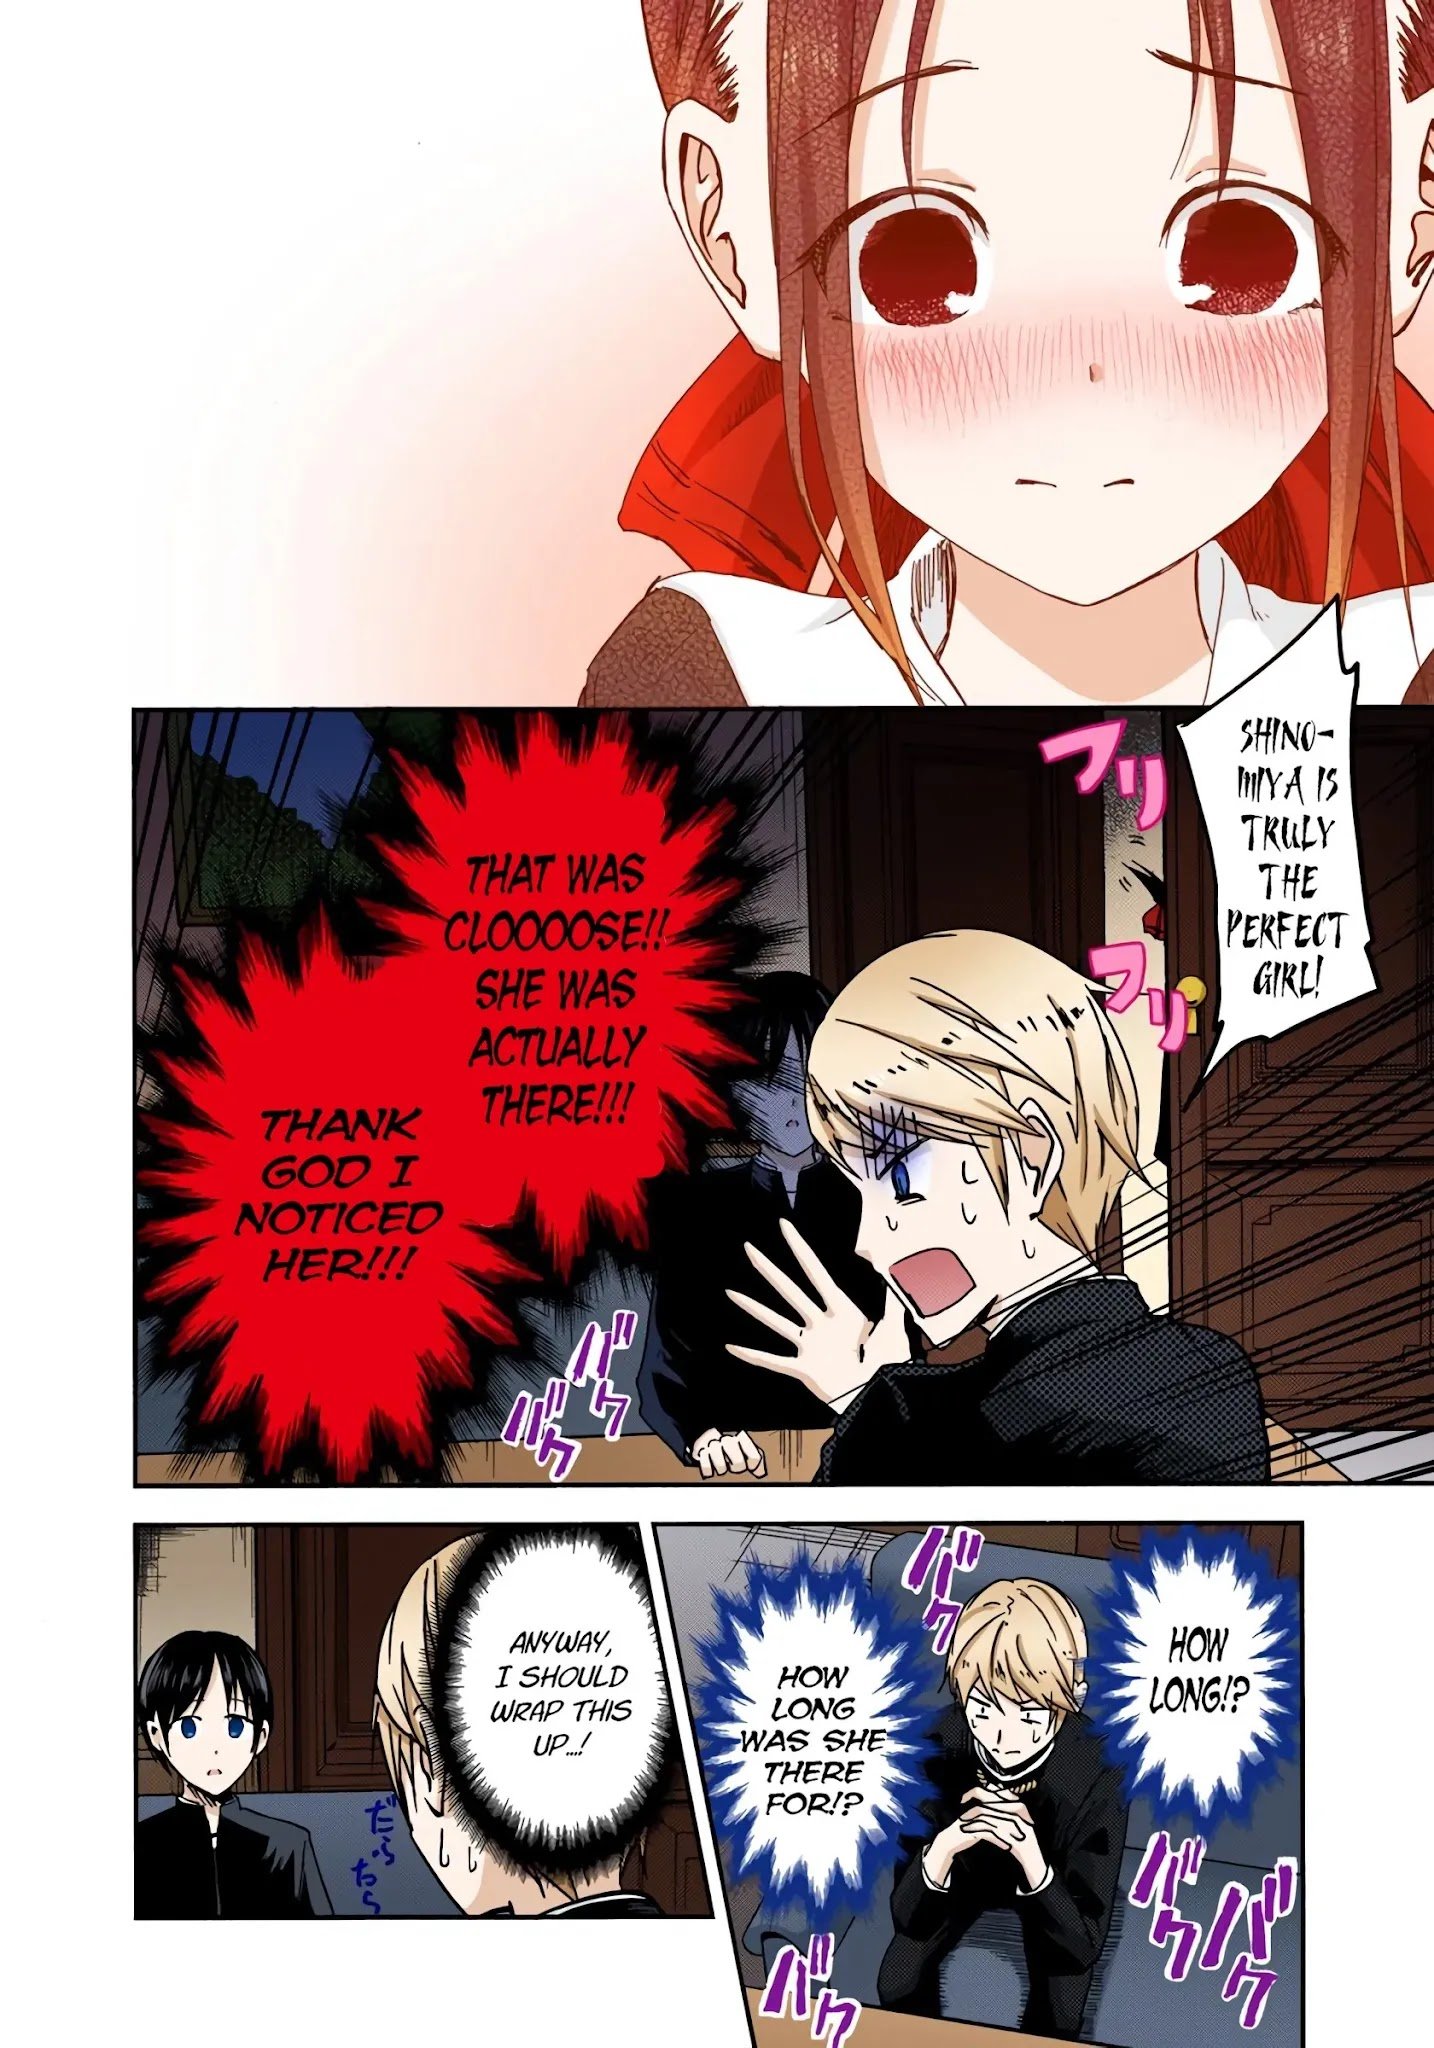 SHINO-
MIYA IS
TRULY
THE
PERFECT
GIRL!
フリ
フリ
THAT WAS
CLOOOOSE!!
SHE WAS
ACTUALLY
THERE!!!
THANK
GOD I
NOTICED
HER!!!
バク
バク
HOW
LONG!?
バク
HOW
LONG
WAS SHE
THERE
FOR!?
バク
バク
バク
ANYWAY,
I SHOULD
WRAP THIS
UP...!
だら
だら